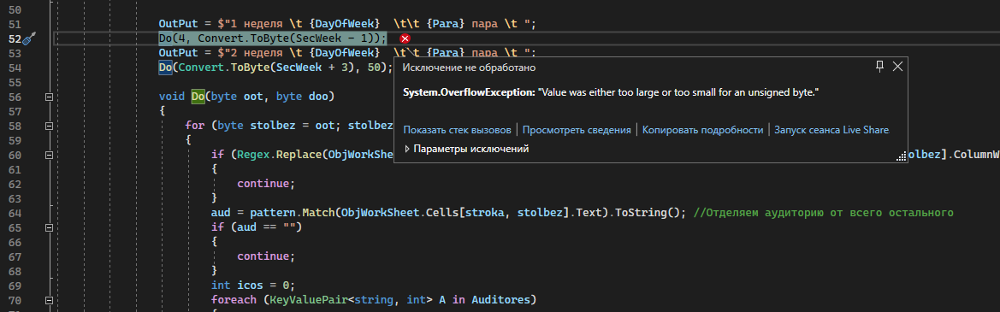 50
51 OutPut = $"1 неделя \t {DayOfWeek}  \t\t {Para} пара \t ";
52 Do(4, Convert.ToByte(SecWeek - 1));
53 OutPut = $"2 неделя \t {DayOfWeek}  \t\t {Para} пара \t ";
54 Do(Convert.ToByte(SecWeek + 3), 50);
Исключение не обработано
System.OverflowException: "Value was either too large or too small for an unsigned byte."
Показать стек вызовов | Просмотреть сведения | Копировать подробности | Запуск сеанса Live Share
Параметры исключений
55
56 void Do(byte oot, byte doo)
57 {
58 for (byte stolbez = oot; stolbez
59 {
60 if (Regex.Replace(ObjWorkShe tolbez].ColumnW
61 {
62 continue;
63 }
64 aud = pattern.Match(ObjWorkSheet.Cells[stroka, stolbez].Text).ToString(); //Отделяем аудиторию от всего остального
65 if (aud == "")
66 {
67 continue;
68 }
69 int icos = 0;
70 foreach (KeyValuePair<string, int> A in Auditores)